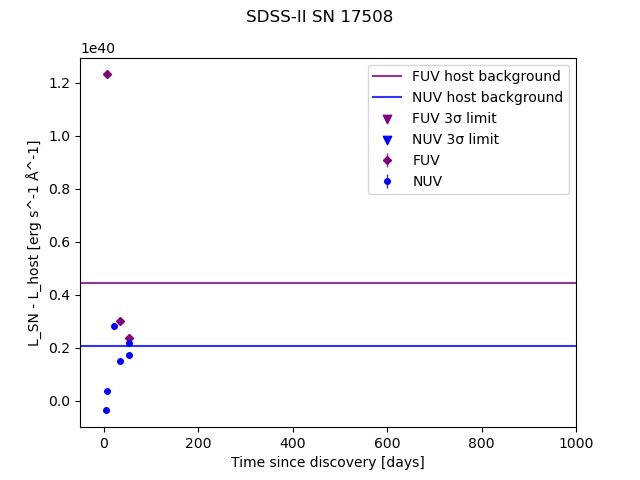 SDSS-II SN 17508
1e40
1.2
1.0
0.8
0.6
0.4
0.2
0.0
L_SN - L_host [erg s^-1 Å^-1]
FUV host background
NUV host background
FUV 3σ limit
NUV 3σ limit
FUV
NUV
0 200 400 600 800 1000
Time since discovery [days]